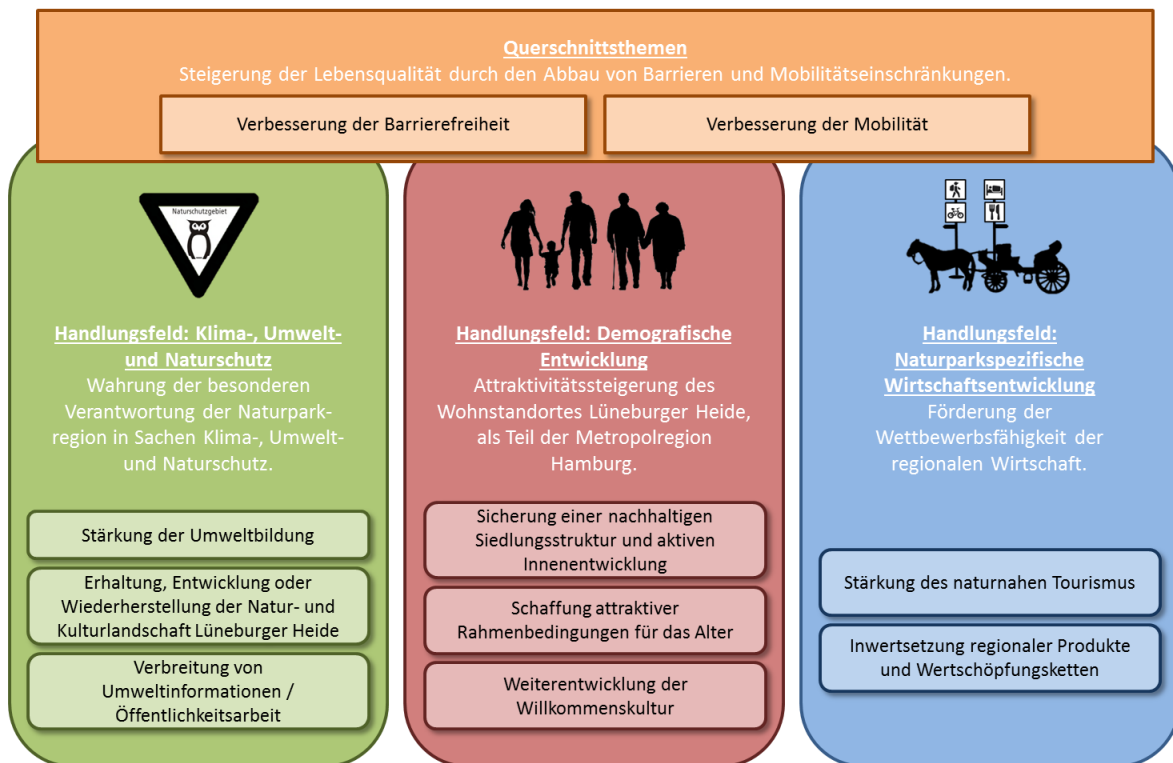 Querschnittsthemen
Steigerung der Lebensqualität durch den Abbau von Barrieren und Mobilitätseinschränkungen.
Verbesserung der Barrierefreiheit
Verbesserung der Mobilität
Naturschutzgebiet
Handlungsfeld: Klima-, Umwelt-
und Naturschutz
Wahrung der besonderen
Verantwortung der Naturpark-
region in Sachen Klima-, Umwelt-
und Naturschutz.
Stärkung der Umweltbildung
Erhaltung, Entwicklung oder
Wiederherstellung der Natur- und
Kulturlandschaft Lüneburger Heide
Verbreitung von
Umweltinformationen /
Öffentlichkeitsarbeit
Handlungsfeld: Demografische
Entwicklung
Attraktivitätssteigerung des
Wohnstandortes Lüneburger Heide,
als Teil der Metropolregion
Hamburg.
Sicherung einer nachhaltigen
Siedlungsstruktur und aktiven
Innenentwicklung
Schaffung attraktiver
Rahmenbedingungen für das Alter
Weiterentwicklung der
Willkommenskultur
Handlungsfeld:
Naturparkspezifische
Wirtschaftsentwicklung
Förderung der
Wettbewerbsfähigkeit der
regionalen Wirtschaft.
Stärkung des naturnahen Tourismus
Inwertsetzung regionaler Produkte
und Wertschöpfungsketten